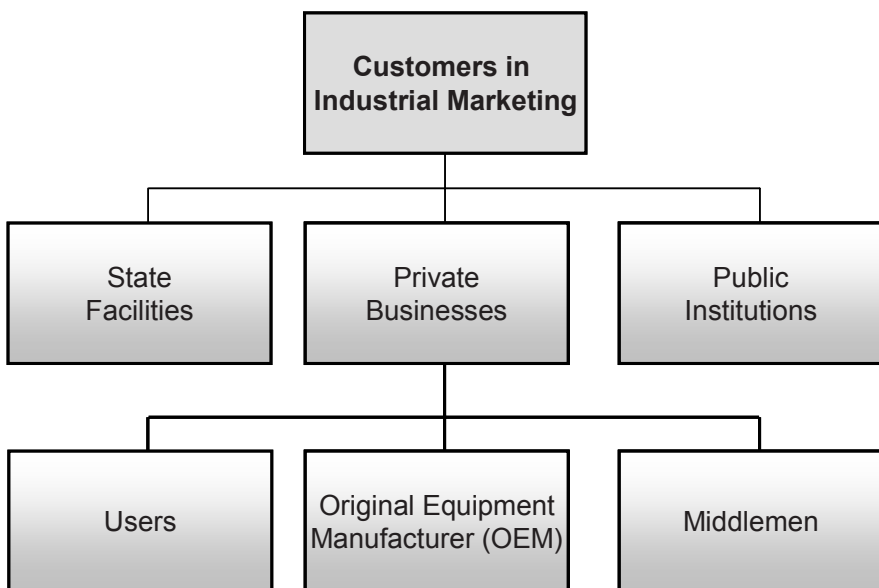 Customers in
Industrial Marketing
State
Facilities
Private
Businesses
Public
Institutions
Users
Original Equipment
Manufacturer (OEM)
Middlemen